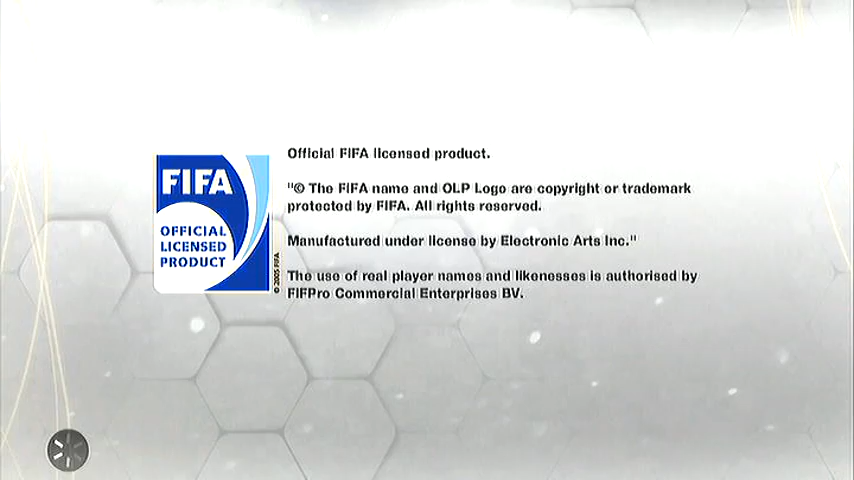 FIFA
OFFICIAL
LICENSED
PRODUCT
© 2005 FIFA
Official FIFA licensed product.
"© The FIFA name and OLP Logo are copyright or trademark
protected by FIFA. All rights reserved.
Manufactured under license by Electronic Arts Inc."
The use of real player names and likenesses is authorised by
FIFPro Commercial Enterprises BV.